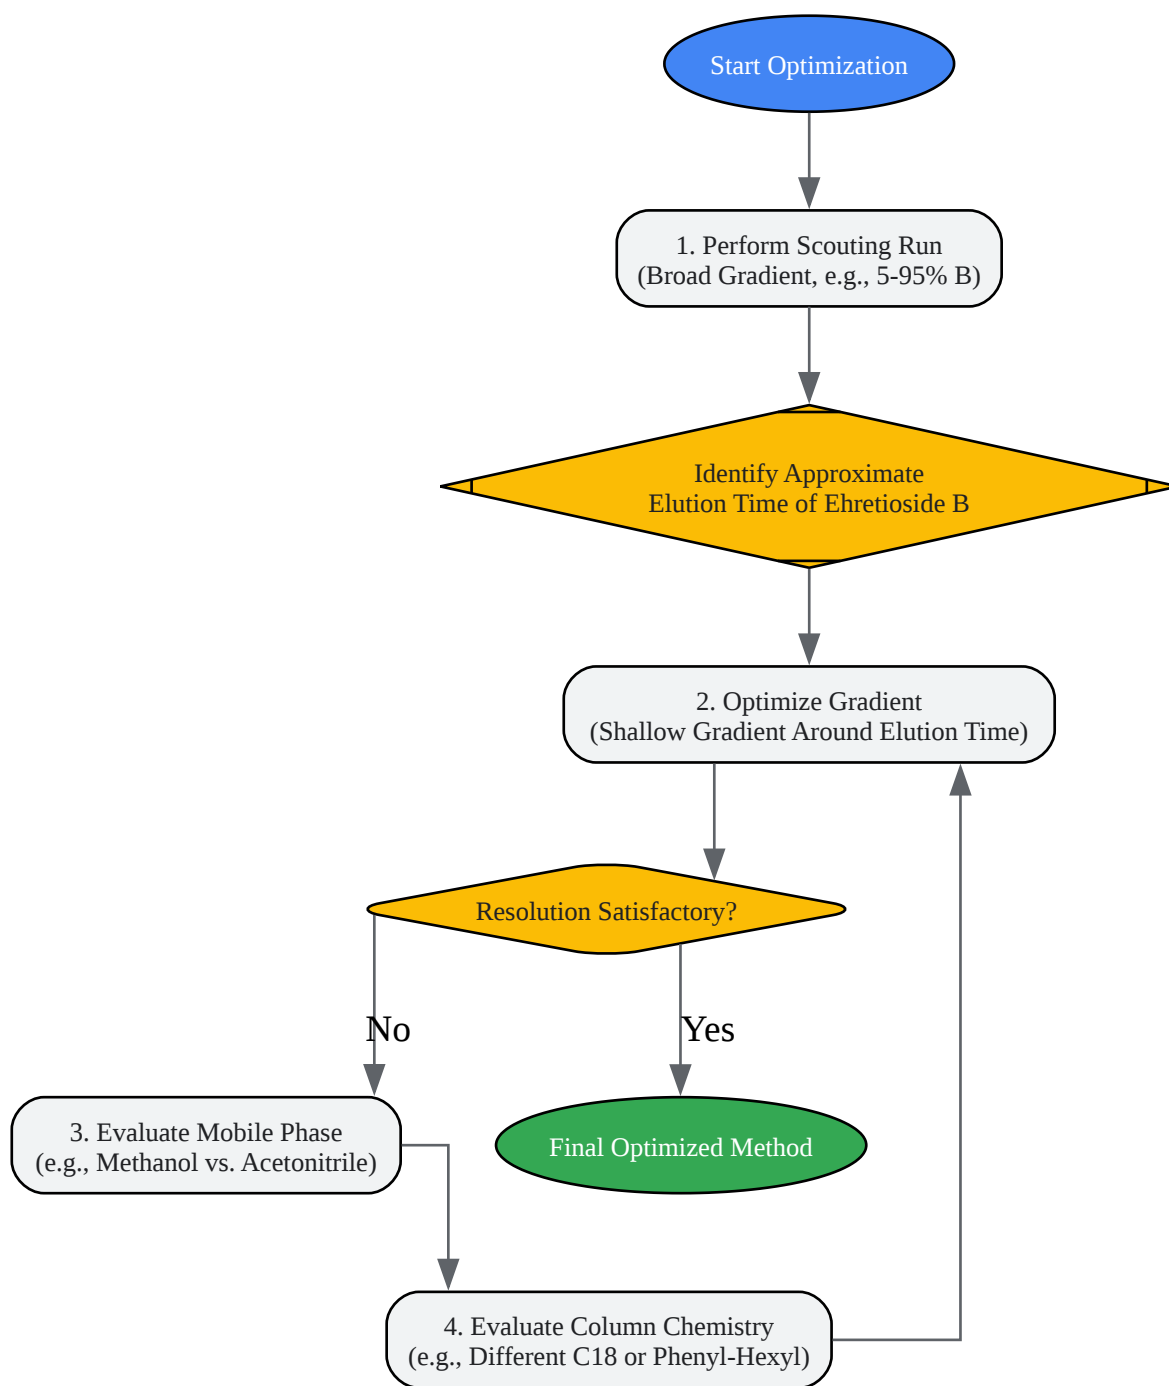 Start Optimization
1. Perform Scouting Run
(Broad Gradient, e.g., 5-95% B)
Identify Approximate
Elution Time of Ehretioside B
2. Optimize Gradient
(Shallow Gradient Around Elution Time)
Resolution Satisfactory?
No
Yes
3. Evaluate Mobile Phase
(e.g., Methanol vs. Acetonitrile)
Final Optimized Method
4. Evaluate Column Chemistry
(e.g., Different C18 or Phenyl-Hexyl)